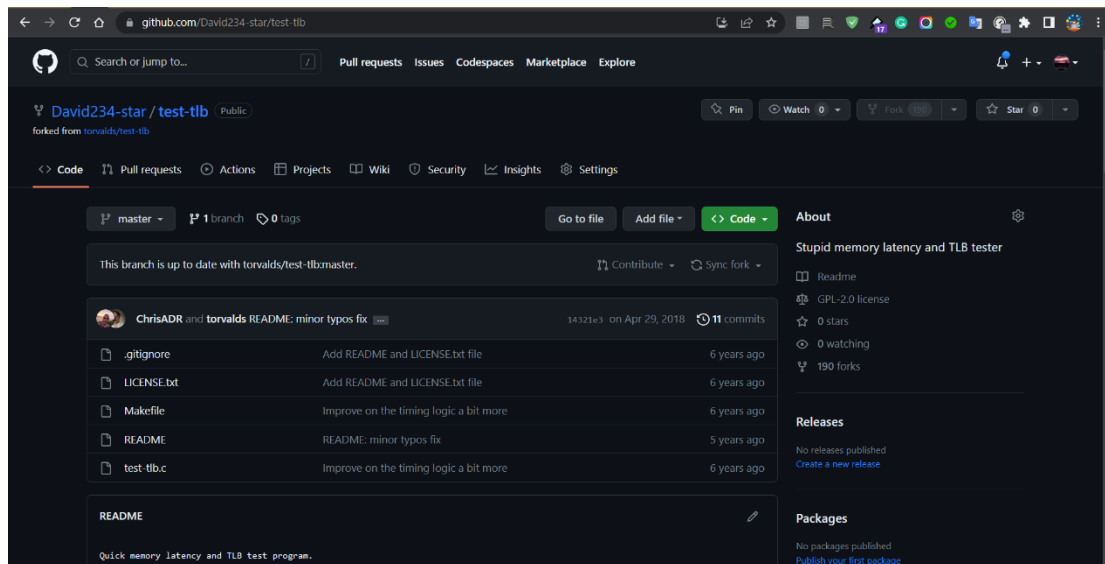 github.com/David234-star/test-tlb
17
Search or jump to... /
Pull requests Issues Codespaces Marketplace Explore
David234-star / test-tlb Public
forked from torvalds/test-tlb
Pin Watch 0 Fork 190 Star 0
<> Code Pull requests Actions Projects Wiki Security Insights Settings
master 1 branch 0 tags
Go to file Add file <> Code
This branch is up to date with torvalds/test-tlb:master.
Contribute Sync fork
ChrisADR and torvalds README: minor typos fix ...
14321e3 on Apr 29, 2018 11 commits
.gitignore Add README and LICENSE.txt file 6 years ago
LICENSE.txt Add README and LICENSE.txt file 6 years ago
Makefile Improve on the timing logic a bit more 6 years ago
README README: minor typos fix 5 years ago
test-tlb.c Improve on the timing logic a bit more 6 years ago
README
Quick memory latency and TLB test program.
About
Stupid memory latency and TLB tester
Readme
GPL-2.0 license
0 stars
0 watching
190 forks
Releases
No releases published
Create a new release
Packages
No packages published
Publish your first package